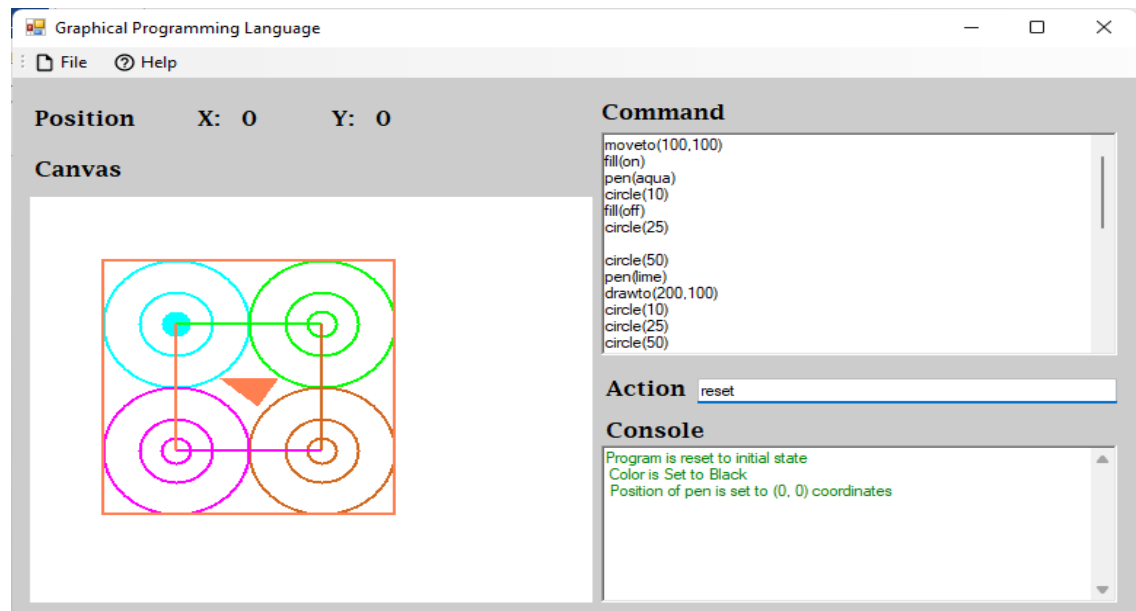 Graphical Programming Language
File Help
Position X: 0 Y: 0
Canvas
Command
moveto(100,100)
fill(on)
pen(aqua)
circle(10)
fill(off)
circle(25)
circle(50)
pen(lime)
drawto(200,100)
circle(10)
circle(25)
circle(50)
Action reset
Console
Program is reset to initial state
Color is Set to Black
Position of pen is set to (0, 0) coordinates